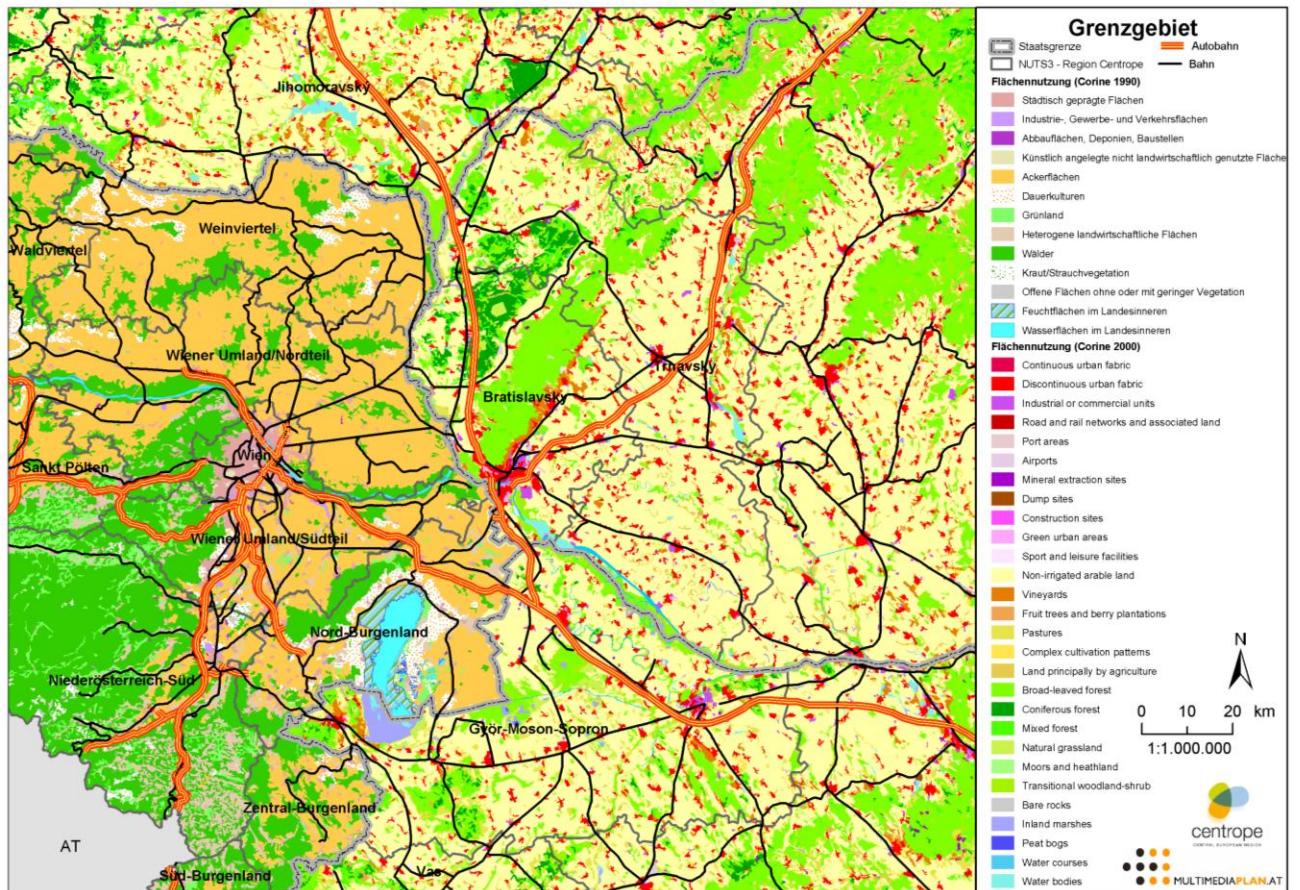 Jihomoravský
Weinviertel
Waldviertel
Wiener Umland/Nordteil
Trnavský
Bratislavsky
Wien
Sankt Pölten
Wiener Umland/Südteil
Nord-Burgenland
Niederösterreich-Süd
Györ-Moson-Sopron
Zentral-Burgenland
AT
Süd-Burgenland
Vas
Grenzgebiet
Staatsgrenze
Autobahn
NUTS3 - Region Centrope
Bahn
Flächennutzung (Corine 1990)
Städtisch geprägte Flächen
Industrie-, Gewerbe- und Verkehrsflächen
Abbauflächen, Deponien, Baustellen
Künstlich angelegte nicht landwirtschaftlich genutzte Fläche
Ackerflächen
Dauerkulturen
Grünland
Heterogene landwirtschaftliche Flächen
Wälder
Kraut/Strauchvegetation
Offene Flächen ohne oder mit geringer Vegetation
Feuchtflächen im Landesinneren
Wasserflächen im Landesinneren
Flächennutzung (Corine 2000)
Continuous urban fabric
Discontinuous urban fabric
Industrial or commercial units
Road and rail networks and associated land
Port areas
Airports
Mineral extraction sites
Dump sites
Construction sites
Green urban areas
Sport and leisure facilities
Non-irrigated arable land
Vineyards
Fruit trees and berry plantations
Pastures
Complex cultivation patterns
Land principally by agriculture
Broad-leaved forest
Coniferous forest
Mixed forest
Natural grassland
Moors and heathland
Transitional woodland-shrub
Bare rocks
Inland marshes
Peat bogs
Water courses
Water bodies
N
0 10 20 km
1:1.000.000
centrope
CENTRAL EUROPEAN REGION
MULTIMEDIAPLAN.AT